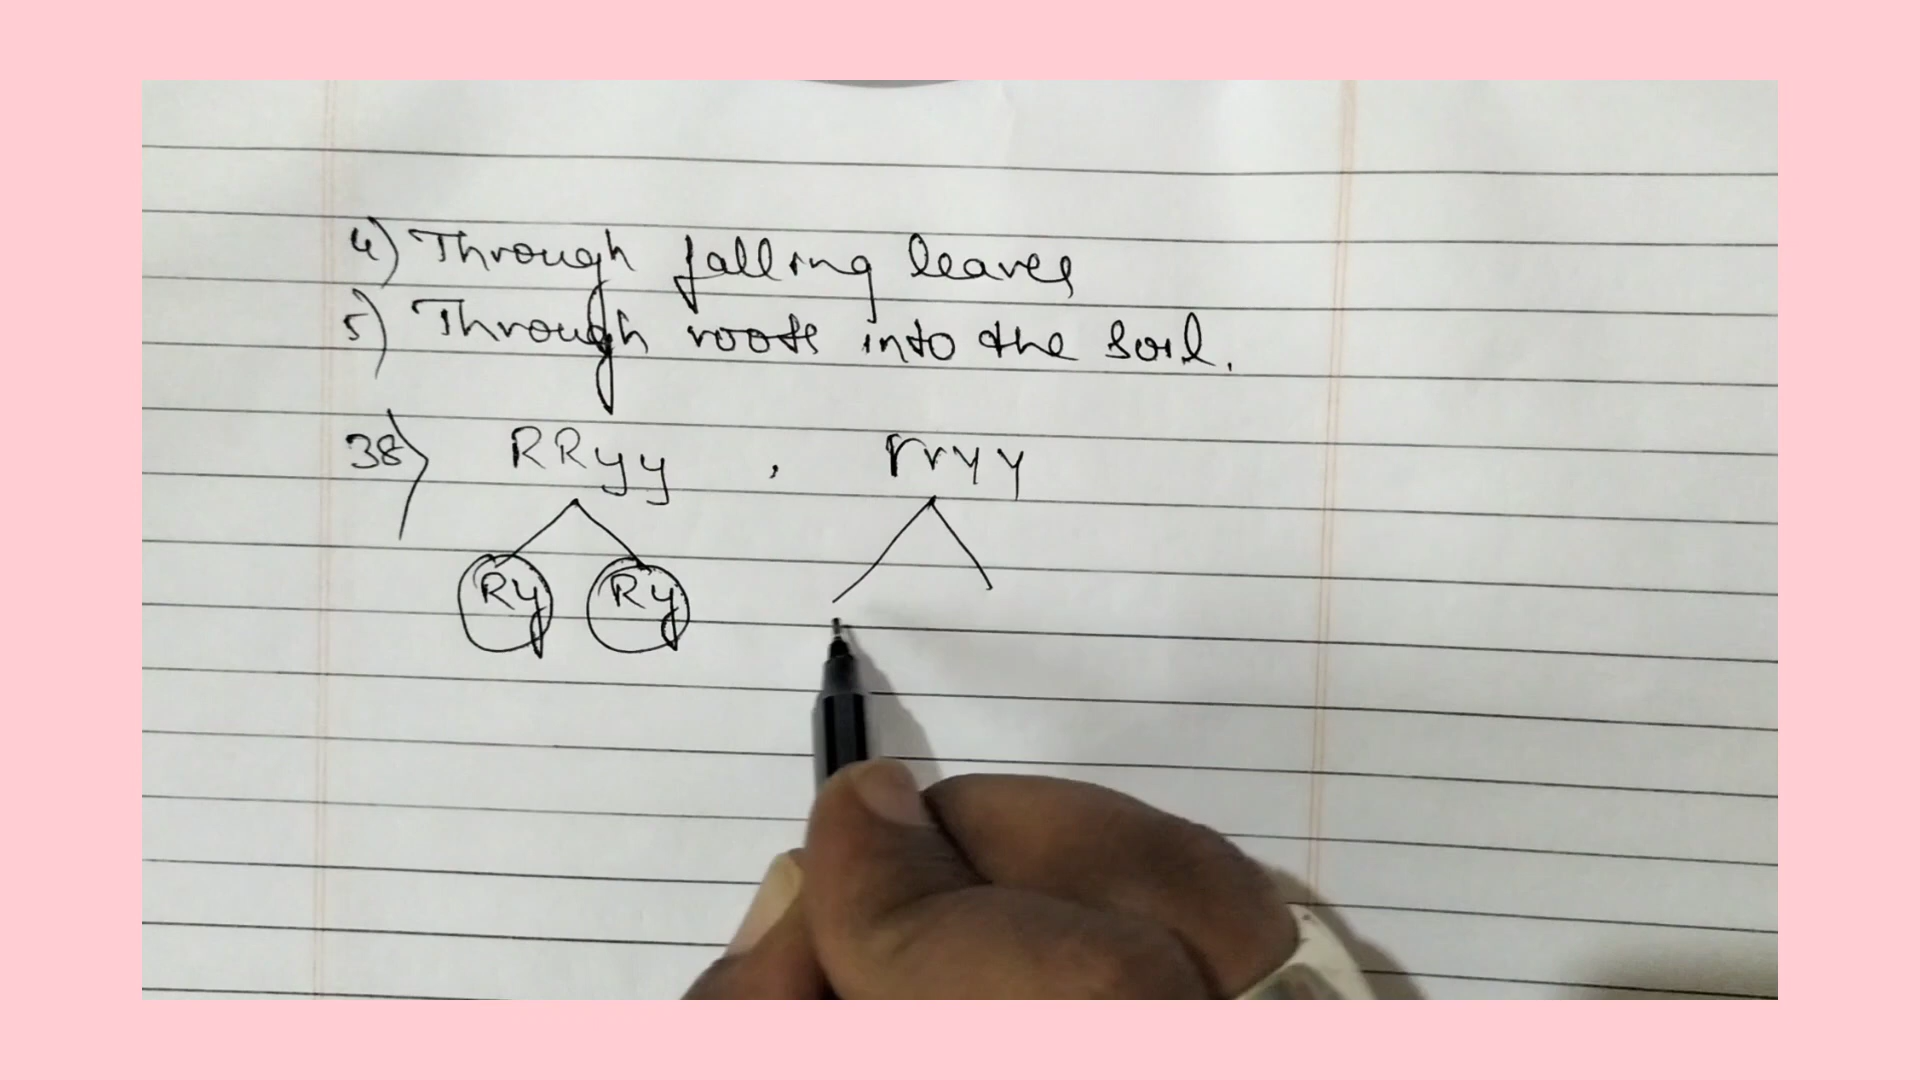 4) Through falling leaves
5) Through roots into the soil.
38) RRyy , rryy
Ry Ry